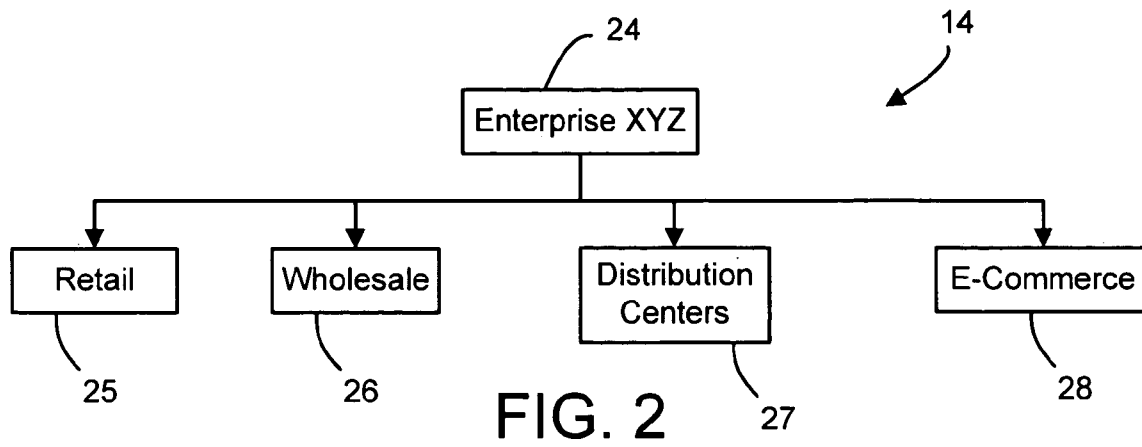 24
14
Enterprise XYZ
Retail
Wholesale
Distribution
Centers
E-Commerce
25
26
27
28
FIG. 2